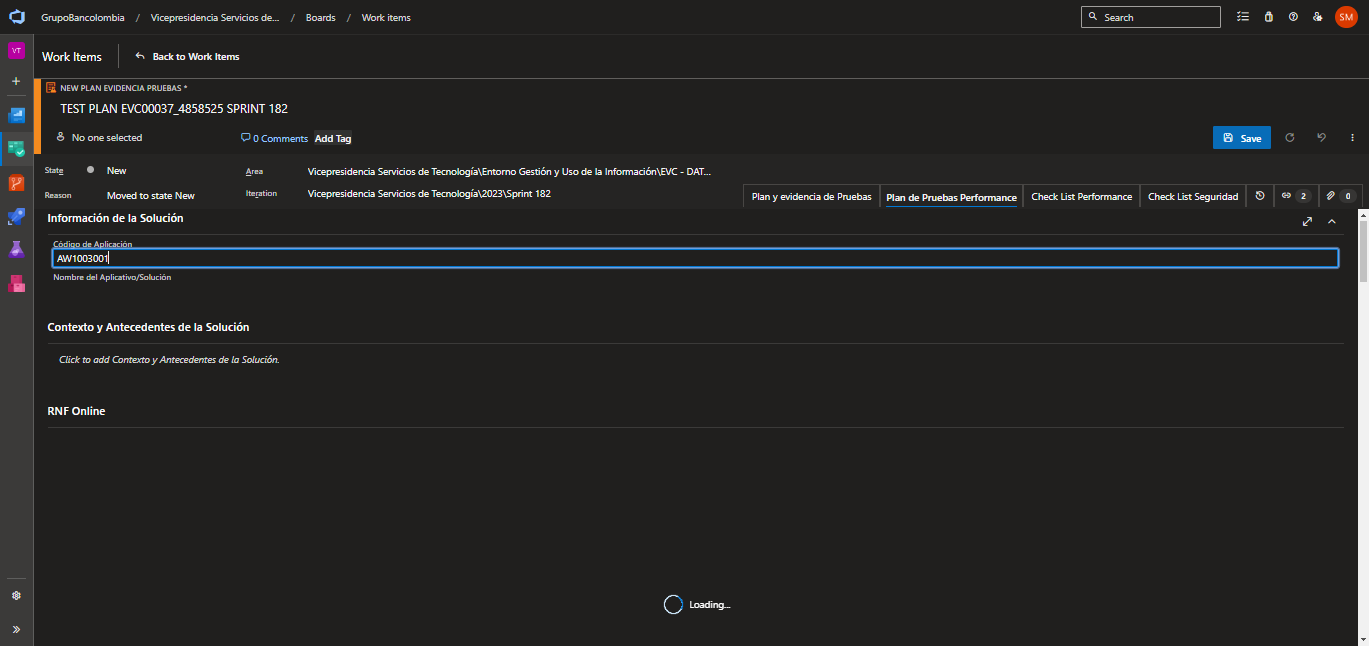 GrupoBancolombia / Vicepresidencia Servicios de... / Boards / Work items
Search
SM
VT
Work Items
Back to Work Items
NEW PLAN EVIDENCIA PRUEBAS *
TEST PLAN EVC00037_4858525 SPRINT 182
No one selected
0 Comments
Add Tag
Save
State
New
Area
Vicepresidencia Servicios de Tecnología\Entorno Gestión y Uso de la Información\EVC - DAT...
Reason
Moved to state New
Iteration
Vicepresidencia Servicios de Tecnología\2023\Sprint 182
Plan y evidencia de Pruebas
Plan de Pruebas Performance
Check List Performance
Check List Seguridad
2
0
Información de la Solución
Código de Aplicación
AW1003001
Nombre del Aplicativo/Solución
Contexto y Antecedentes de la Solución
Click to add Contexto y Antecedentes de la Solución.
RNF Online
Loading...